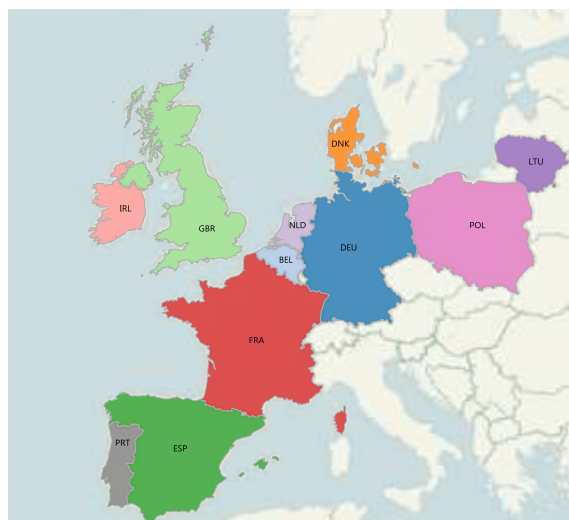 DNK
LTU
IRL
GBR
NLD
POL
DEU
BEL
FRA
PRT
ESP